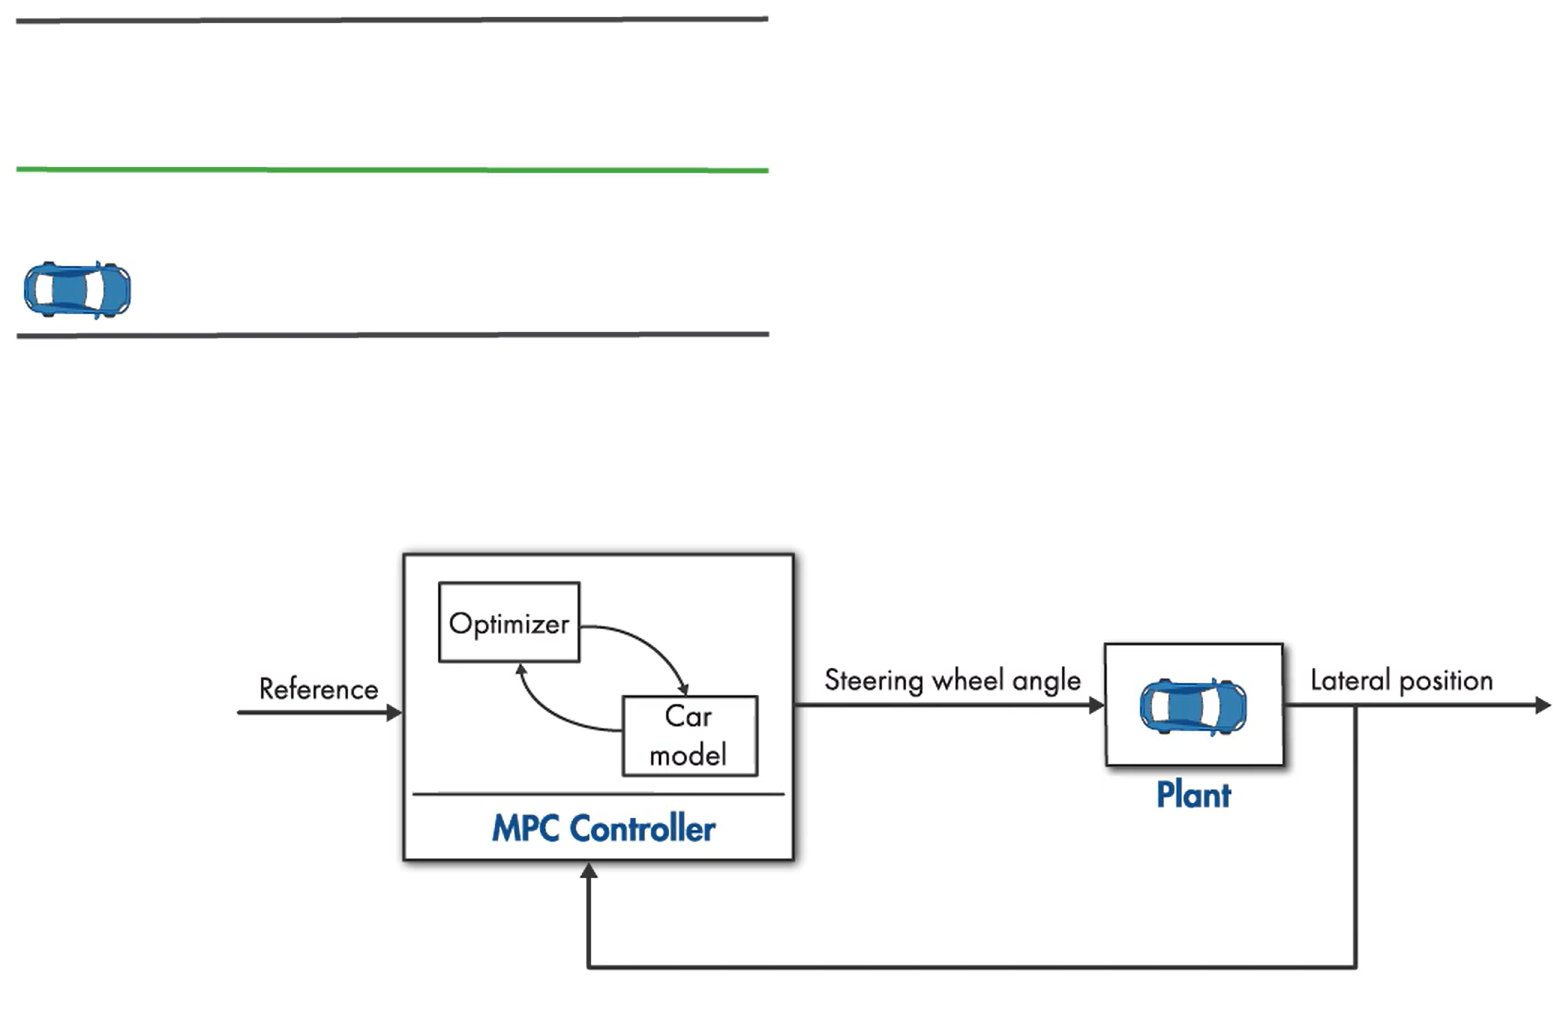 Optimizer
Reference
Car
model
MPC Controller
Steering wheel angle
Plant
Lateral position